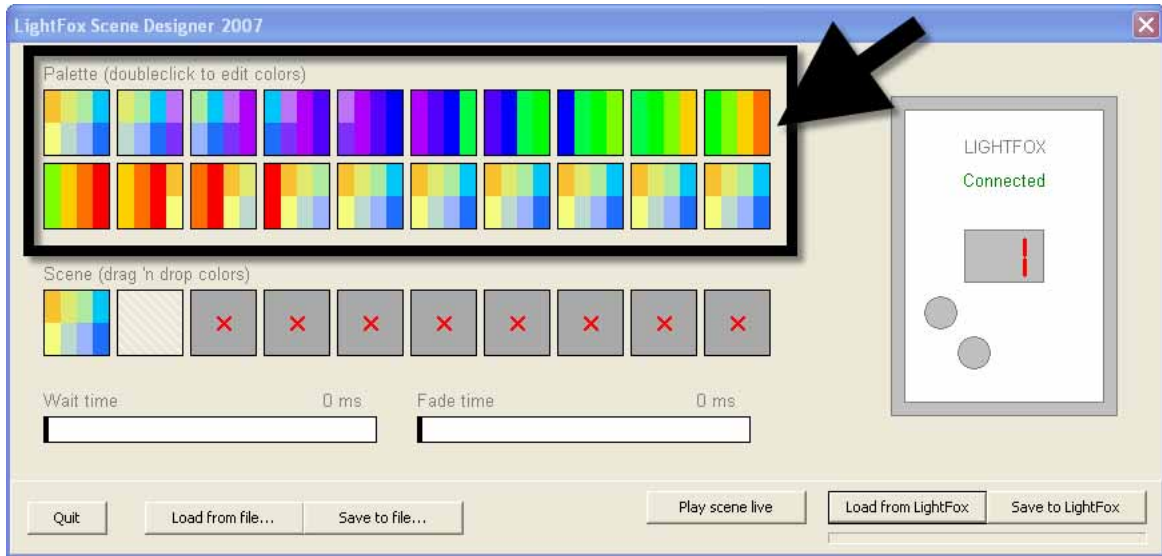 LightFox Scene Designer 2007
Palette (doubleclick to edit colors)
LIGHTFOX
Connected
1
Scene (drag 'n drop colors)
Wait time 0 ms Fade time 0 ms
Quit Load from file... Save to file... Play scene live Load from LightFox Save to LightFox